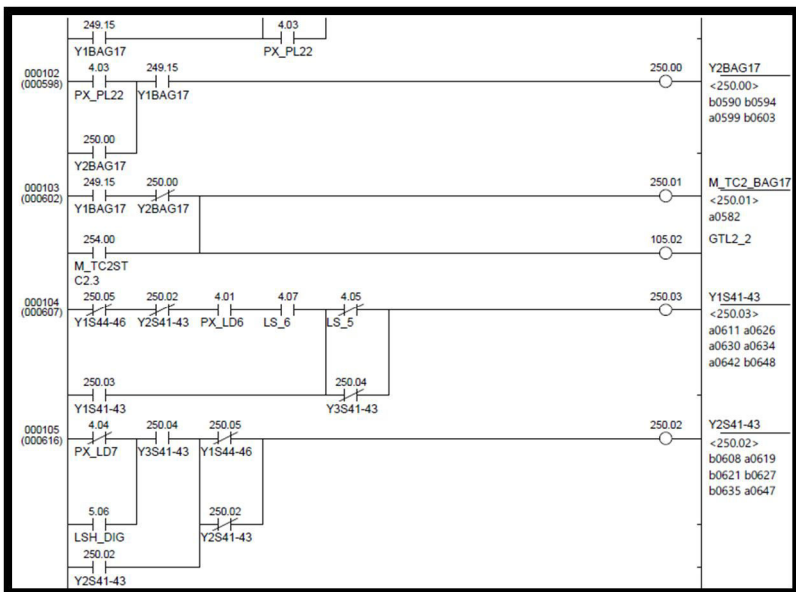 249.15 4.03
Y1BAG17 PX_PL22
000102 4.03 249.15 250.00 Y2BAG17
(000598) PX_PL22 Y1BAG17 <250.00>
b0590 b0594
a0599 b0603
250.00
Y2BAG17
000103 249.15 250.00 250.01 M_TC2_BAG17
(000602) Y1BAG17 Y2BAG17 <250.01>
a0582
254.00 105.02 GTL2_2
M_TC2ST
C2.3
000104 250.05 250.02 4.01 4.07 4.05 250.03 Y1S41-43
(000607) Y1S44-46 Y2S41-43 PX_LD6 LS_6 LS_5 <250.03>
a0611 a0626
a0630 a0634
a0642 b0648
250.03 250.04
Y1S41-43 Y3S41-43
000105 4.04 250.04 250.05 250.02 Y2S41-43
(000616) PX_LD7 Y3S41-43 Y1S44-46 <250.02>
b0608 a0619
b0621 b0627
b0635 a0647
5.06 250.02
LSH_DIG Y2S41-43
250.02
Y2S41-43